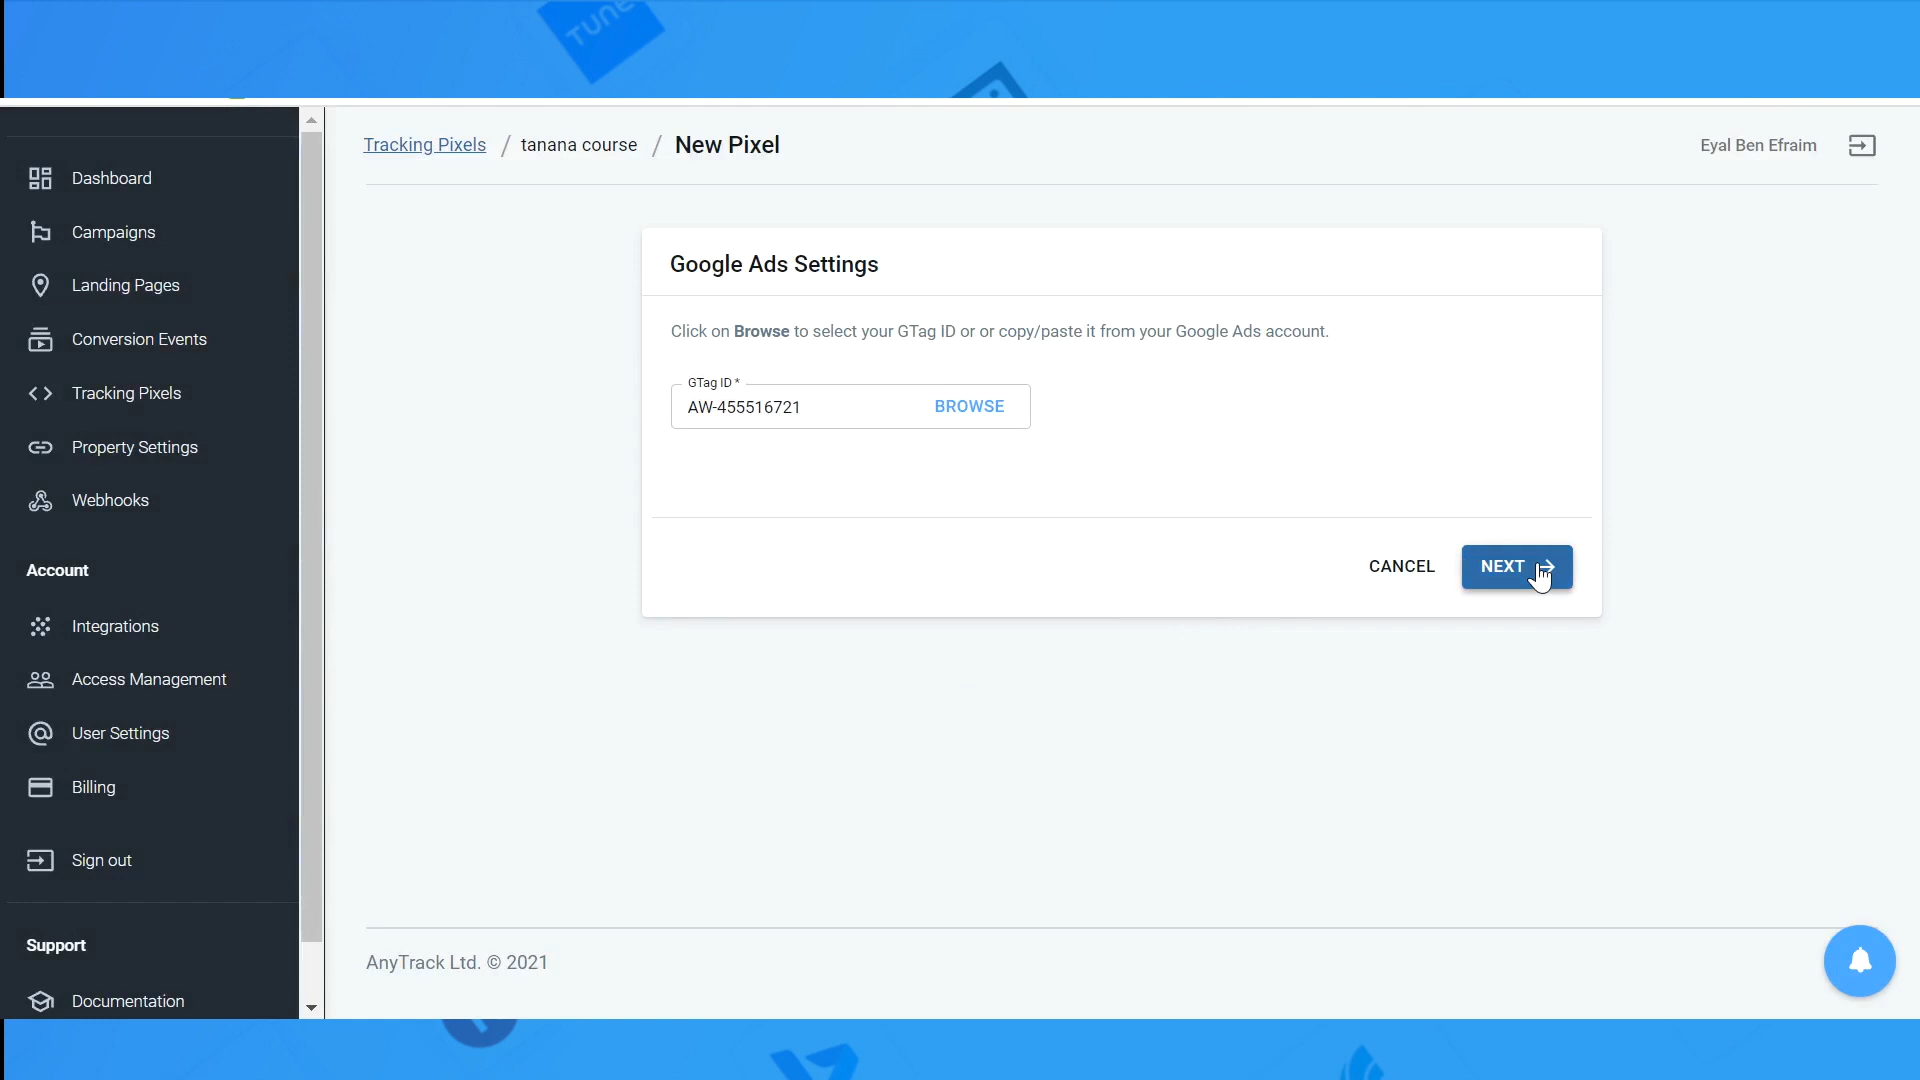 TUNE
Tracking Pixels / tanana course / New Pixel
Eyal Ben Efraim
Dashboard
Campaigns
Landing Pages
Conversion Events
Tracking Pixels
Property Settings
Webhooks
Account
Integrations
Access Management
User Settings
Billing
Sign out
Support
Documentation
Google Ads Settings
Click on Browse to select your GTag ID or or copy/paste it from your Google Ads account.
GTag ID *
AW-455516721
BROWSE
CANCEL
NEXT
AnyTrack Ltd. © 2021